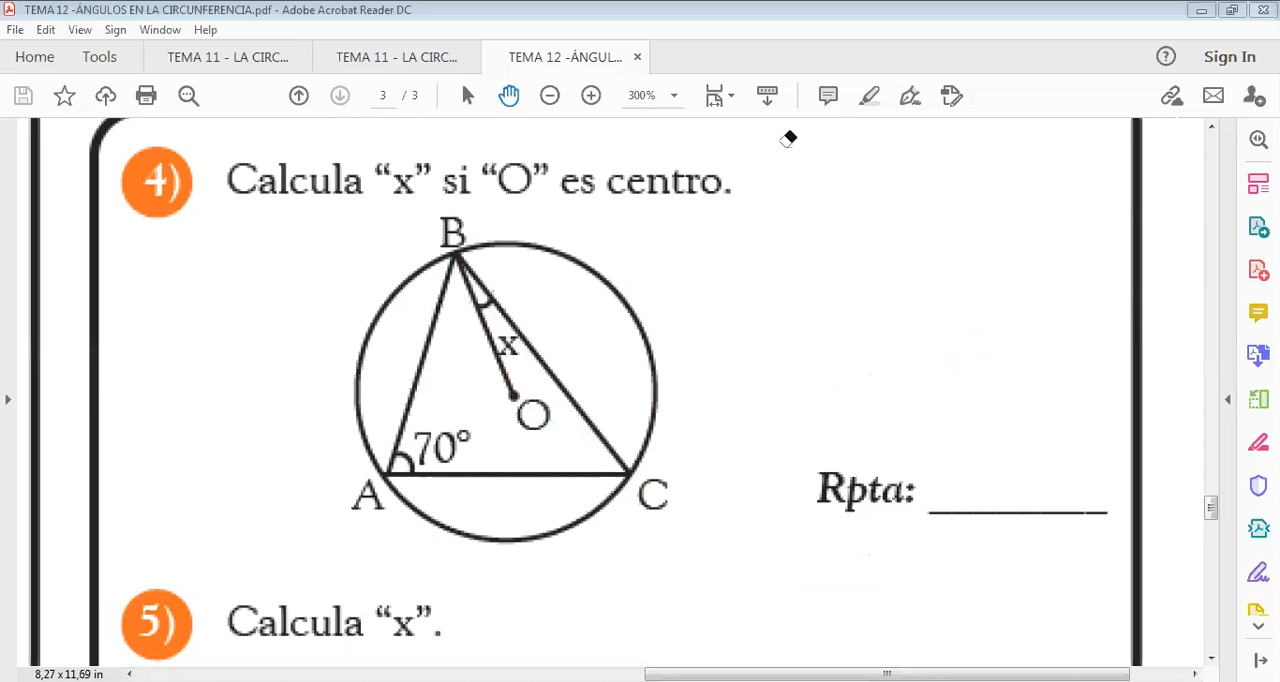 TEMA 12 -ÁNGULOS EN LA CIRCUNFERENCIA.pdf - Adobe Acrobat Reader DC
File Edit View Sign Window Help
Home Tools TEMA 11 - LA CIRC... TEMA 11 - LA CIRC... TEMA 12 -ÁNGUL... × ? Sign In
3 / 3 300%
4) Calcula “x” si “O” es centro.
B
x
O
70°
A C
Rpta: ________
5) Calcula “x”.
8,27 x 11,69 in